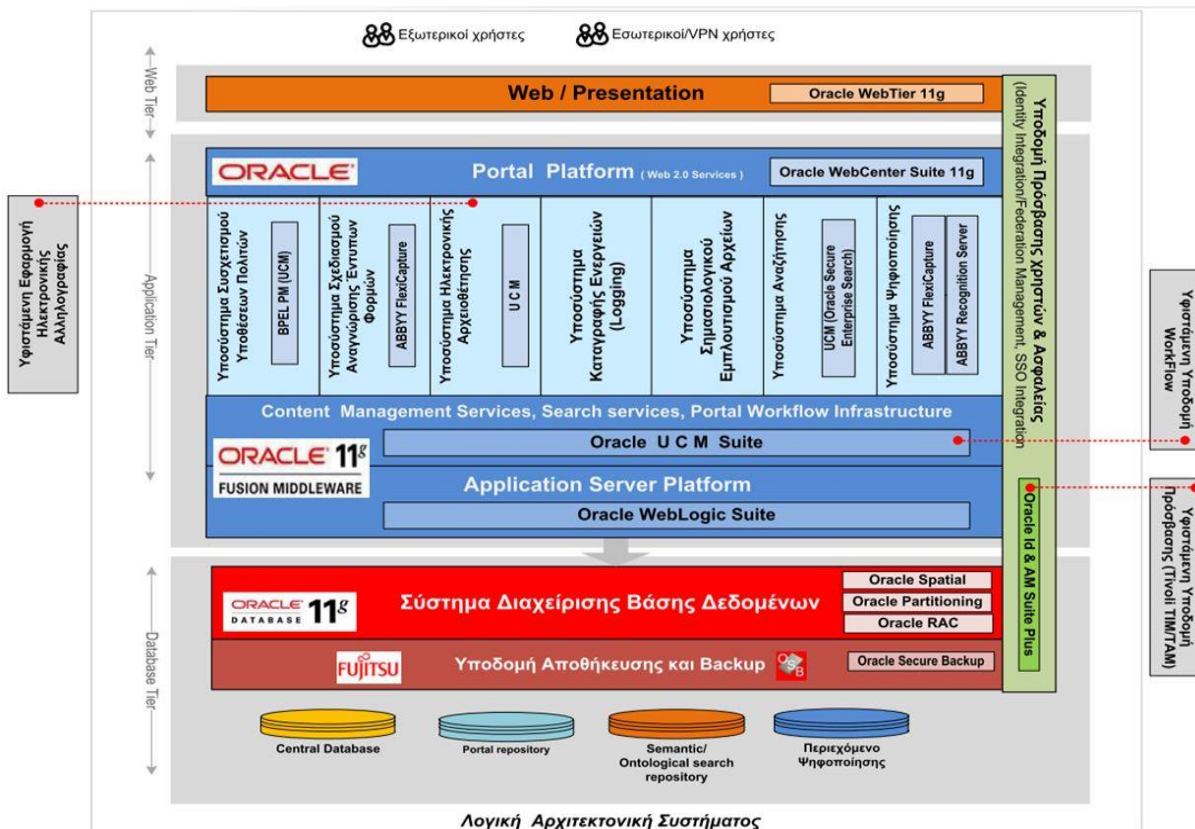 Εξωτερικοί χρήστες
Εσωτερικοί/VPN χρήστες
Web Tier
Web / Presentation
Oracle WebTier 11g
Υποδομή Πρόσβασης χρηστών & Ασφαλείας
(Identity Integration/Federation Management, SSO Integration
Application Tier
ORACLE
Portal Platform ( Web 2.0 Services )
Oracle WebCenter Suite 11g
Υφιστάμενη Εφαρμογή
Ηλεκτρονικής
Αλληλογραφίας
Υποσύστημα Συσχετισμού
Υποθέσεων Πολιτών
BPEL PM (UCM)
Υποσύστημα Σχεδιασμού
Αναγνώρισης Εντυπων
Φορμών
ABBYY FlexiCapture
Υποσύστημα Ηλεκτρονικής
Αρχειοθέτησης
U C M
Υποσύστημα
Καταγραφής Ενεργειών
(Logging)
Υποσύστημα
Σημασιολογικού
Εμπλουτισμού Αρχείων
Υποσύστημα Αναζήτησης
UCM (Oracle Secure
Enterprise Search)
Υποσύστημα Ψηφιοποίησης
ABBYY FlexiCapture
ABBYY Recognition Server
Υφιστάμενη Υποδομή
WorkFlow
Content Management Services, Search services, Portal Workflow Infrastructure
Oracle U C M Suite
ORACLE 11g
FUSION MIDDLEWARE
Application Server Platform
Oracle WebLogic Suite
Oracle Id & AM Suite Plus
Υφιστάμενη Υποδομή
Πρόσβασης (Tivoli TIM/TAM)
Database Tier
ORACLE 11g
DATABASE
Σύστημα Διαχείρισης Βάσης Δεδομένων
Oracle Spatial
Oracle Partitioning
Oracle RAC
FUJITSU
Υποδομή Αποθήκευσης και Backup
OSB
Oracle Secure Backup
Central Database
Portal repository
Semantic/
Ontological search
repository
Περιεχόμενο
Ψηφοποίησης
Λογική Αρχιτεκτονική Συστήματος